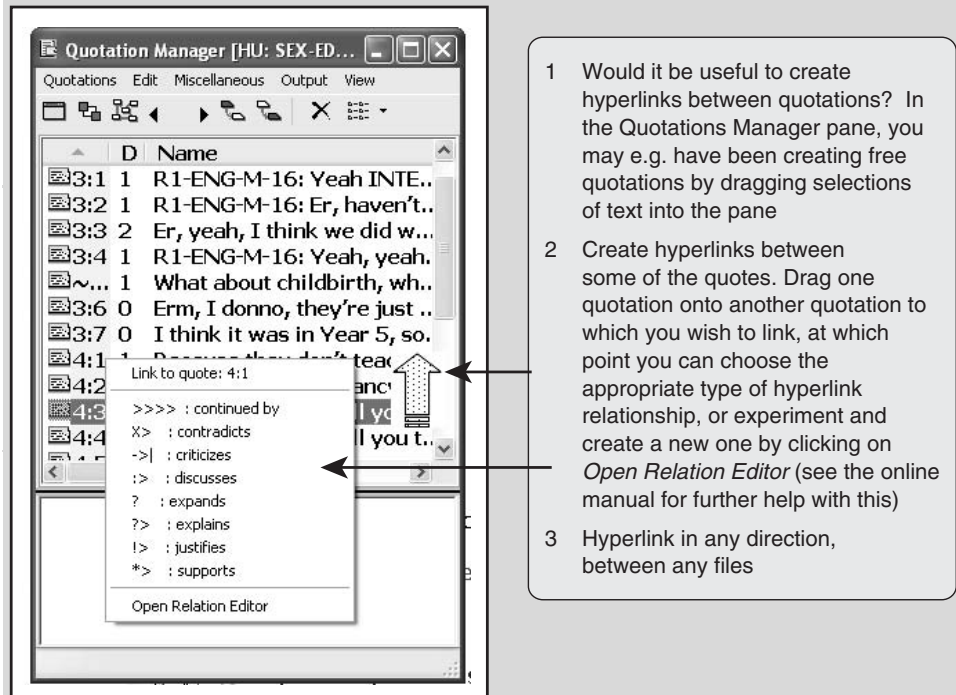 Quotation Manager [HU: SEX-ED...
Quotations Edit Miscellaneous Output View
D Name
3:1 1 R1-ENG-M-16: Yeah INTE..
3:2 1 R1-ENG-M-16: Er, haven't..
3:3 2 Er, yeah, I think we did w...
3:4 1 R1-ENG-M-16: Yeah, yeah.
~... 1 What about childbirth, wh..
3:6 0 Erm, I donno, they're just ..
3:7 0 I think it was in Year 5, so.
4:1 1 Because they don't teac
4:2
4:3
4:4 ll you t..
Link to quote: 4:1
>>>> : continued by
X> : contradicts
->| : criticizes
:> : discusses
? : expands
?> : explains
!> : justifies
*> : supports
Open Relation Editor
1 Would it be useful to create
hyperlinks between quotations? In
the Quotations Manager pane, you
may e.g. have been creating free
quotations by dragging selections
of text into the pane
2 Create hyperlinks between
some of the quotes. Drag one
quotation onto another quotation to
which you wish to link, at which
point you can choose the
appropriate type of hyperlink
relationship, or experiment and
create a new one by clicking on
Open Relation Editor (see the online
manual for further help with this)
3 Hyperlink in any direction,
between any files